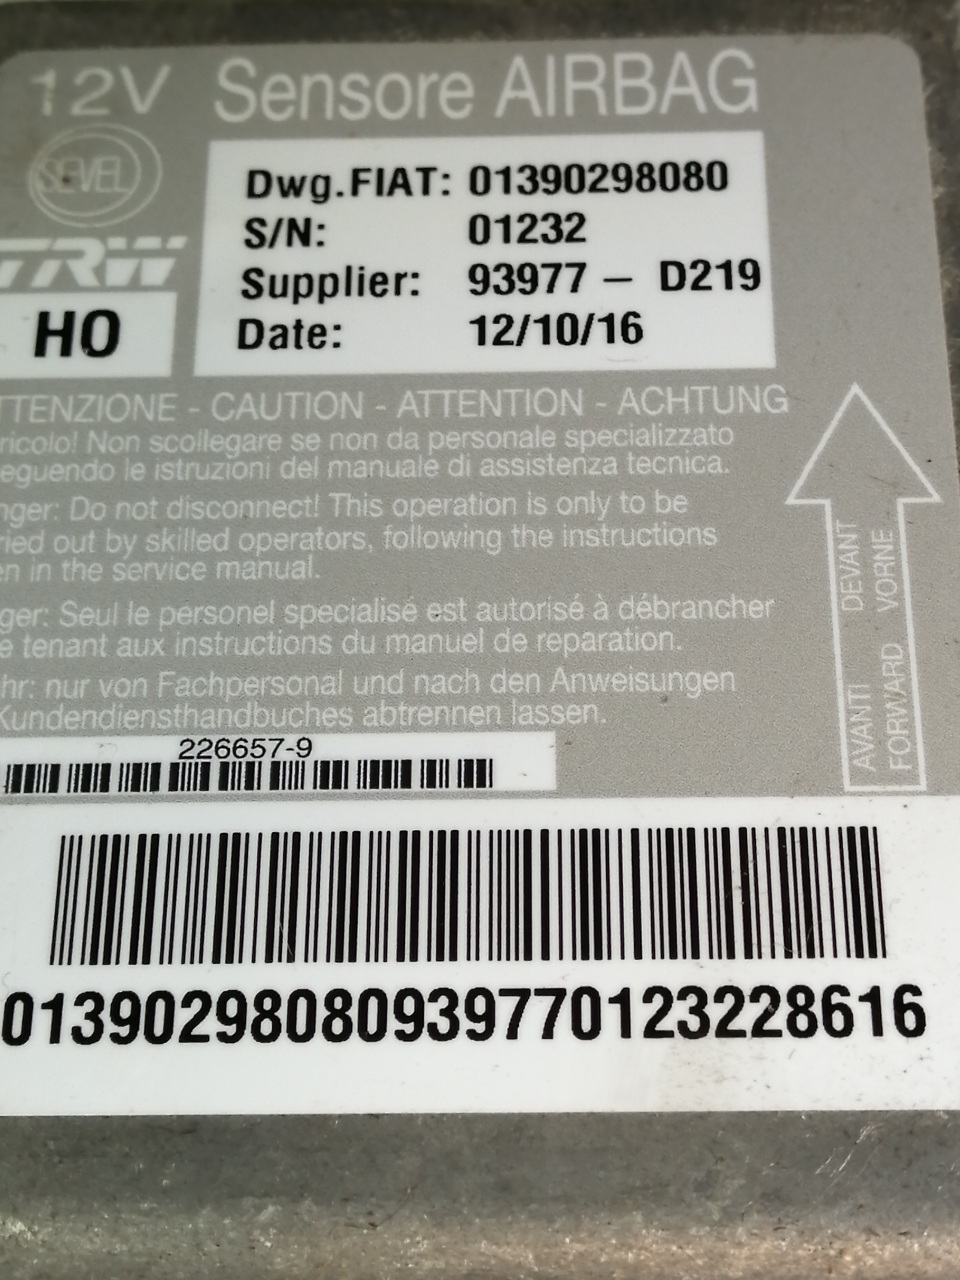 12V Sensore AIRBAG
SEVEL
TRW
HO
Dwg.FIAT: 01390298080
S/N: 01232
Supplier: 93977 - D219
Date: 12/10/16
TTENZIONE - CAUTION - ATTENTION - ACHTUNG
ricolo! Non scollegare se non da personale specializzato
eguendo le istruzioni del manuale di assistenza tecnica.
nger: Do not disconnect! This operation is only to be
ried out by skilled operators, following the instructions
en in the service manual.
ger: Seul le personel specialisé est autorisé à débrancher
e tenant aux instructions du manuel de reparation.
hr: nur von Fachpersonal und nach den Anweisungen
Kundendiensthandbuches abtrennen lassen.
AVANTI DEVANT
FORWARD VORNE
226657-9
01390298080939770123228616